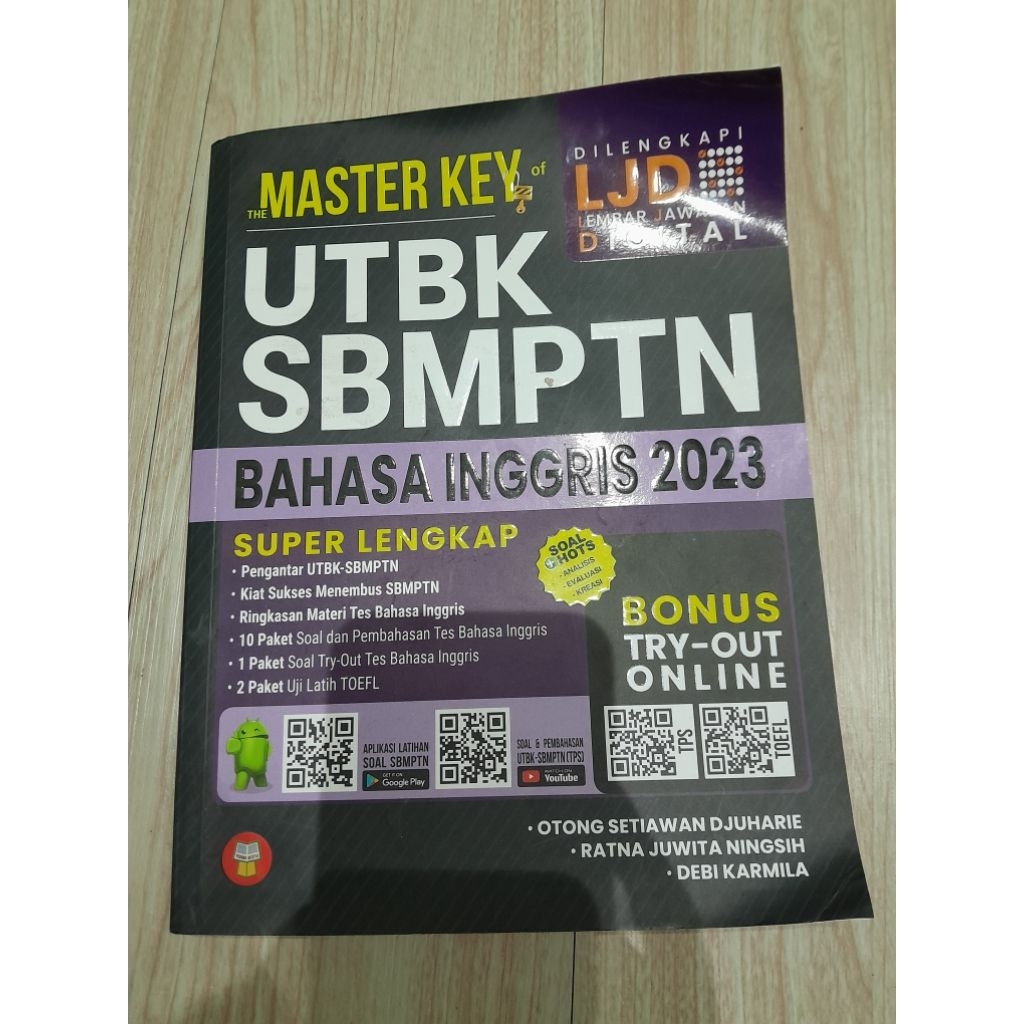 THE MASTER KEY of
DILENGKAPI
LJD
LEMBAR JAWABAN
DIGITAL
UTBK
SBMPTN
BAHASA INGGRIS 2023
SUPER LENGKAP
• Pengantar UTBK-SBMPTN
• Kiat Sukses Menembus SBMPTN
• Ringkasan Materi Tes Bahasa Inggris
• 10 Paket Soal dan Pembahasan Tes Bahasa Inggris
• 1 Paket Soal Try-Out Tes Bahasa Inggris
• 2 Paket Uji Latih TOEFL
SOAL
HOTS
• ANALISIS
• EVALUASI
• KREASI
BONUS
TRY-OUT
ONLINE
APLIKASI LATIHAN
SOAL SBMPTN
GET IT ON
Google Play
SOAL & PEMBAHASAN
UTBK-SBMPTN (TPS)
YouTube
TPS
TOEFL
• OTONG SETIAWAN DJUHARIE
• RATNA JUWITA NINGSIH
• DEBI KARMILA